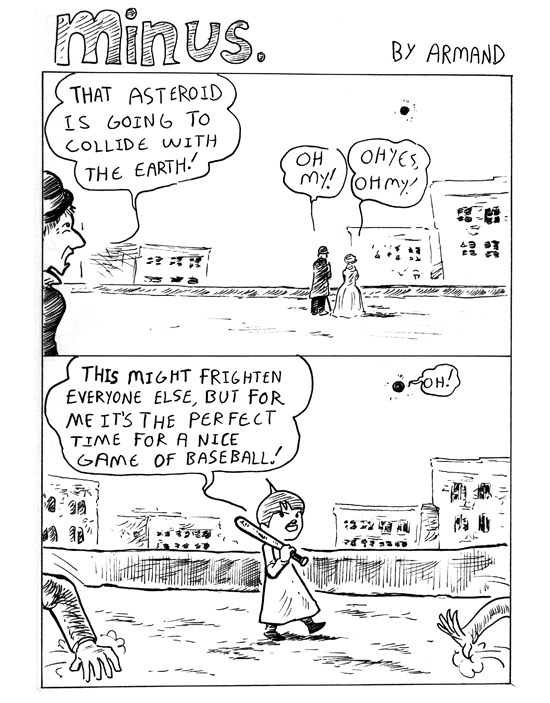 minus.
BY ARMAND
THAT ASTEROID
IS GOING TO
COLLIDE WITH
THE EARTH!
OH
MY!
OH YES,
OH MY!
THIS MIGHT FRIGHTEN
EVERYONE ELSE, BUT FOR
ME IT'S THE PERFECT
TIME FOR A NICE
GAME OF BASEBALL!
OH!